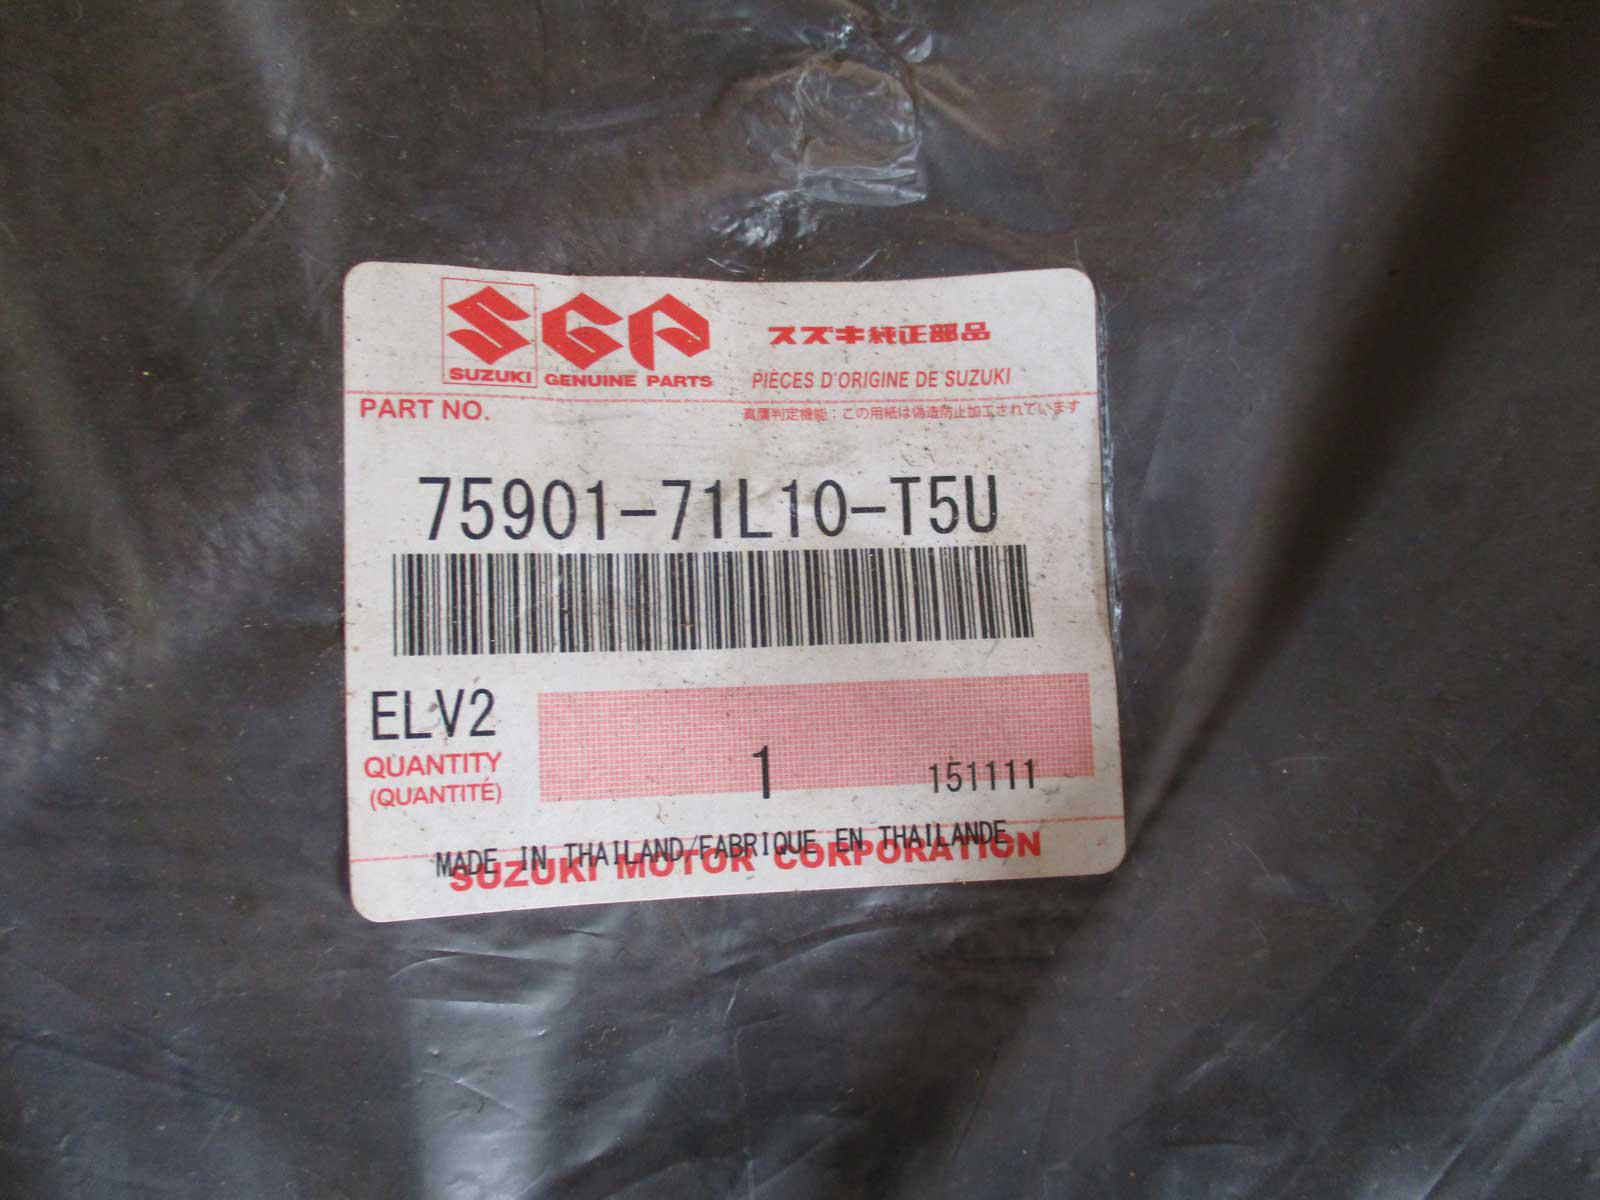 SGP スズキ純正部品
SUZUKI GENUINE PARTS PIÈCES D'ORIGINE DE SUZUKI
PART NO. 真贋判定機能：この用紙は偽造防止加工されています
75901-71L10-T5U
ELV2
QUANTITY
(QUANTITÉ)
1 151111
MADE IN THAILAND/FABRIQUE EN THAILANDE
SUZUKI MOTOR CORPORATION